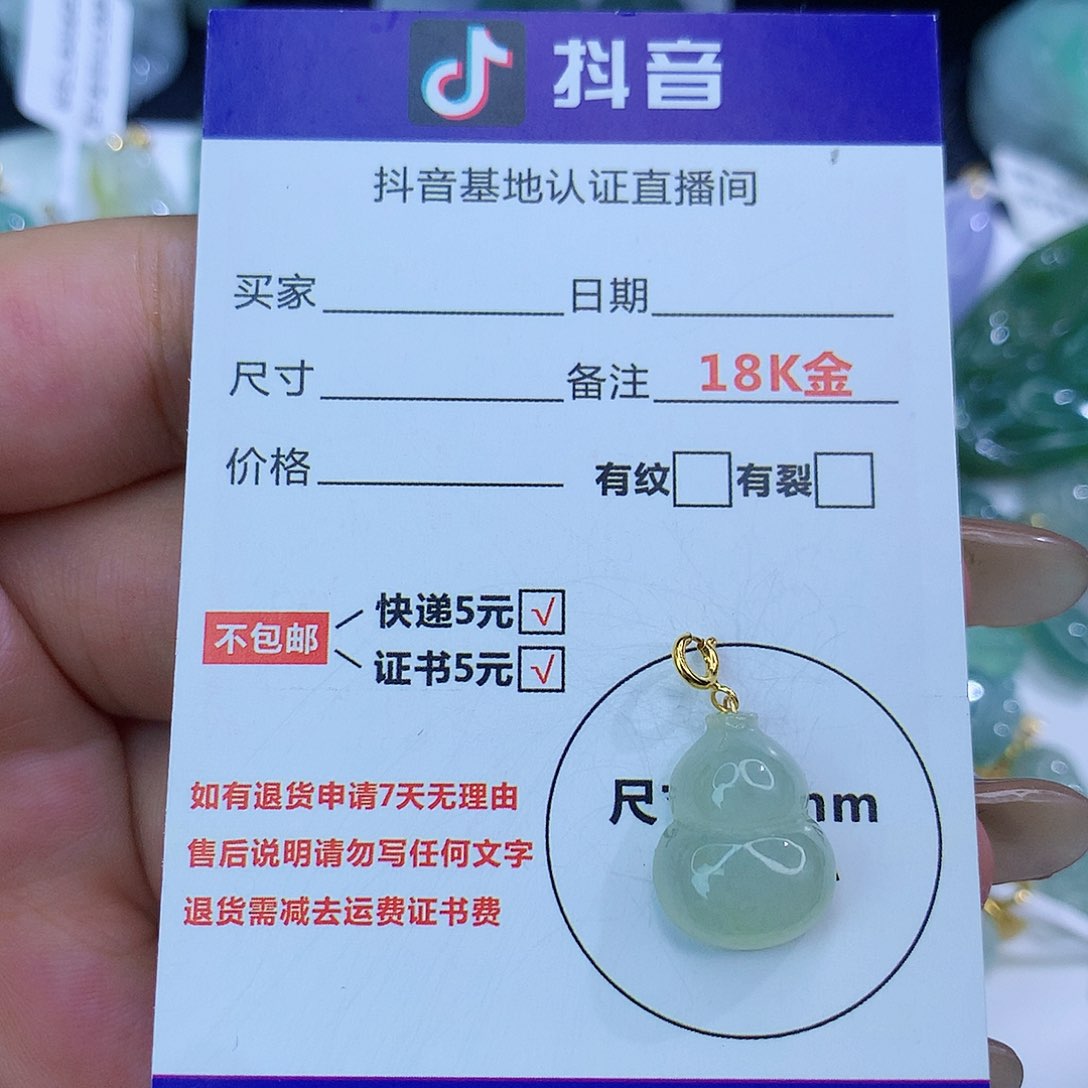 抖音
抖音基地认证直播间
买家 日期
尺寸 备注 18K金
价格 有纹 有裂
不包邮
快递5元 √
证书5元 √
尺 mm
如有退货申请7天无理由
售后说明请勿写任何文字
退货需减去运费证书费